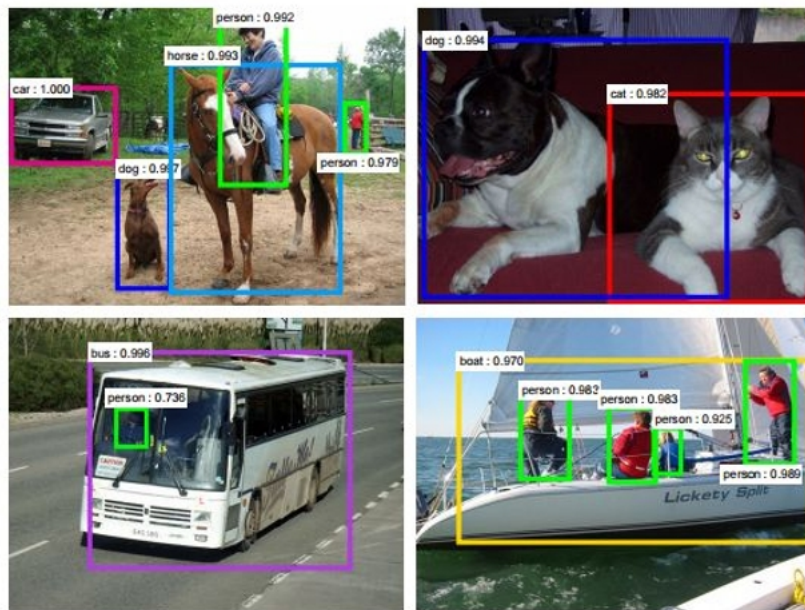 person : 0.992
horse : 0.993
car : 1.000
person : 0.979
dog : 0.997
dog : 0.994
cat : 0.982
bus : 0.996
person : 0.736
boat : 0.970
person : 0.983
person : 0.983
person : 0.925
person : 0.989
Lickety Split